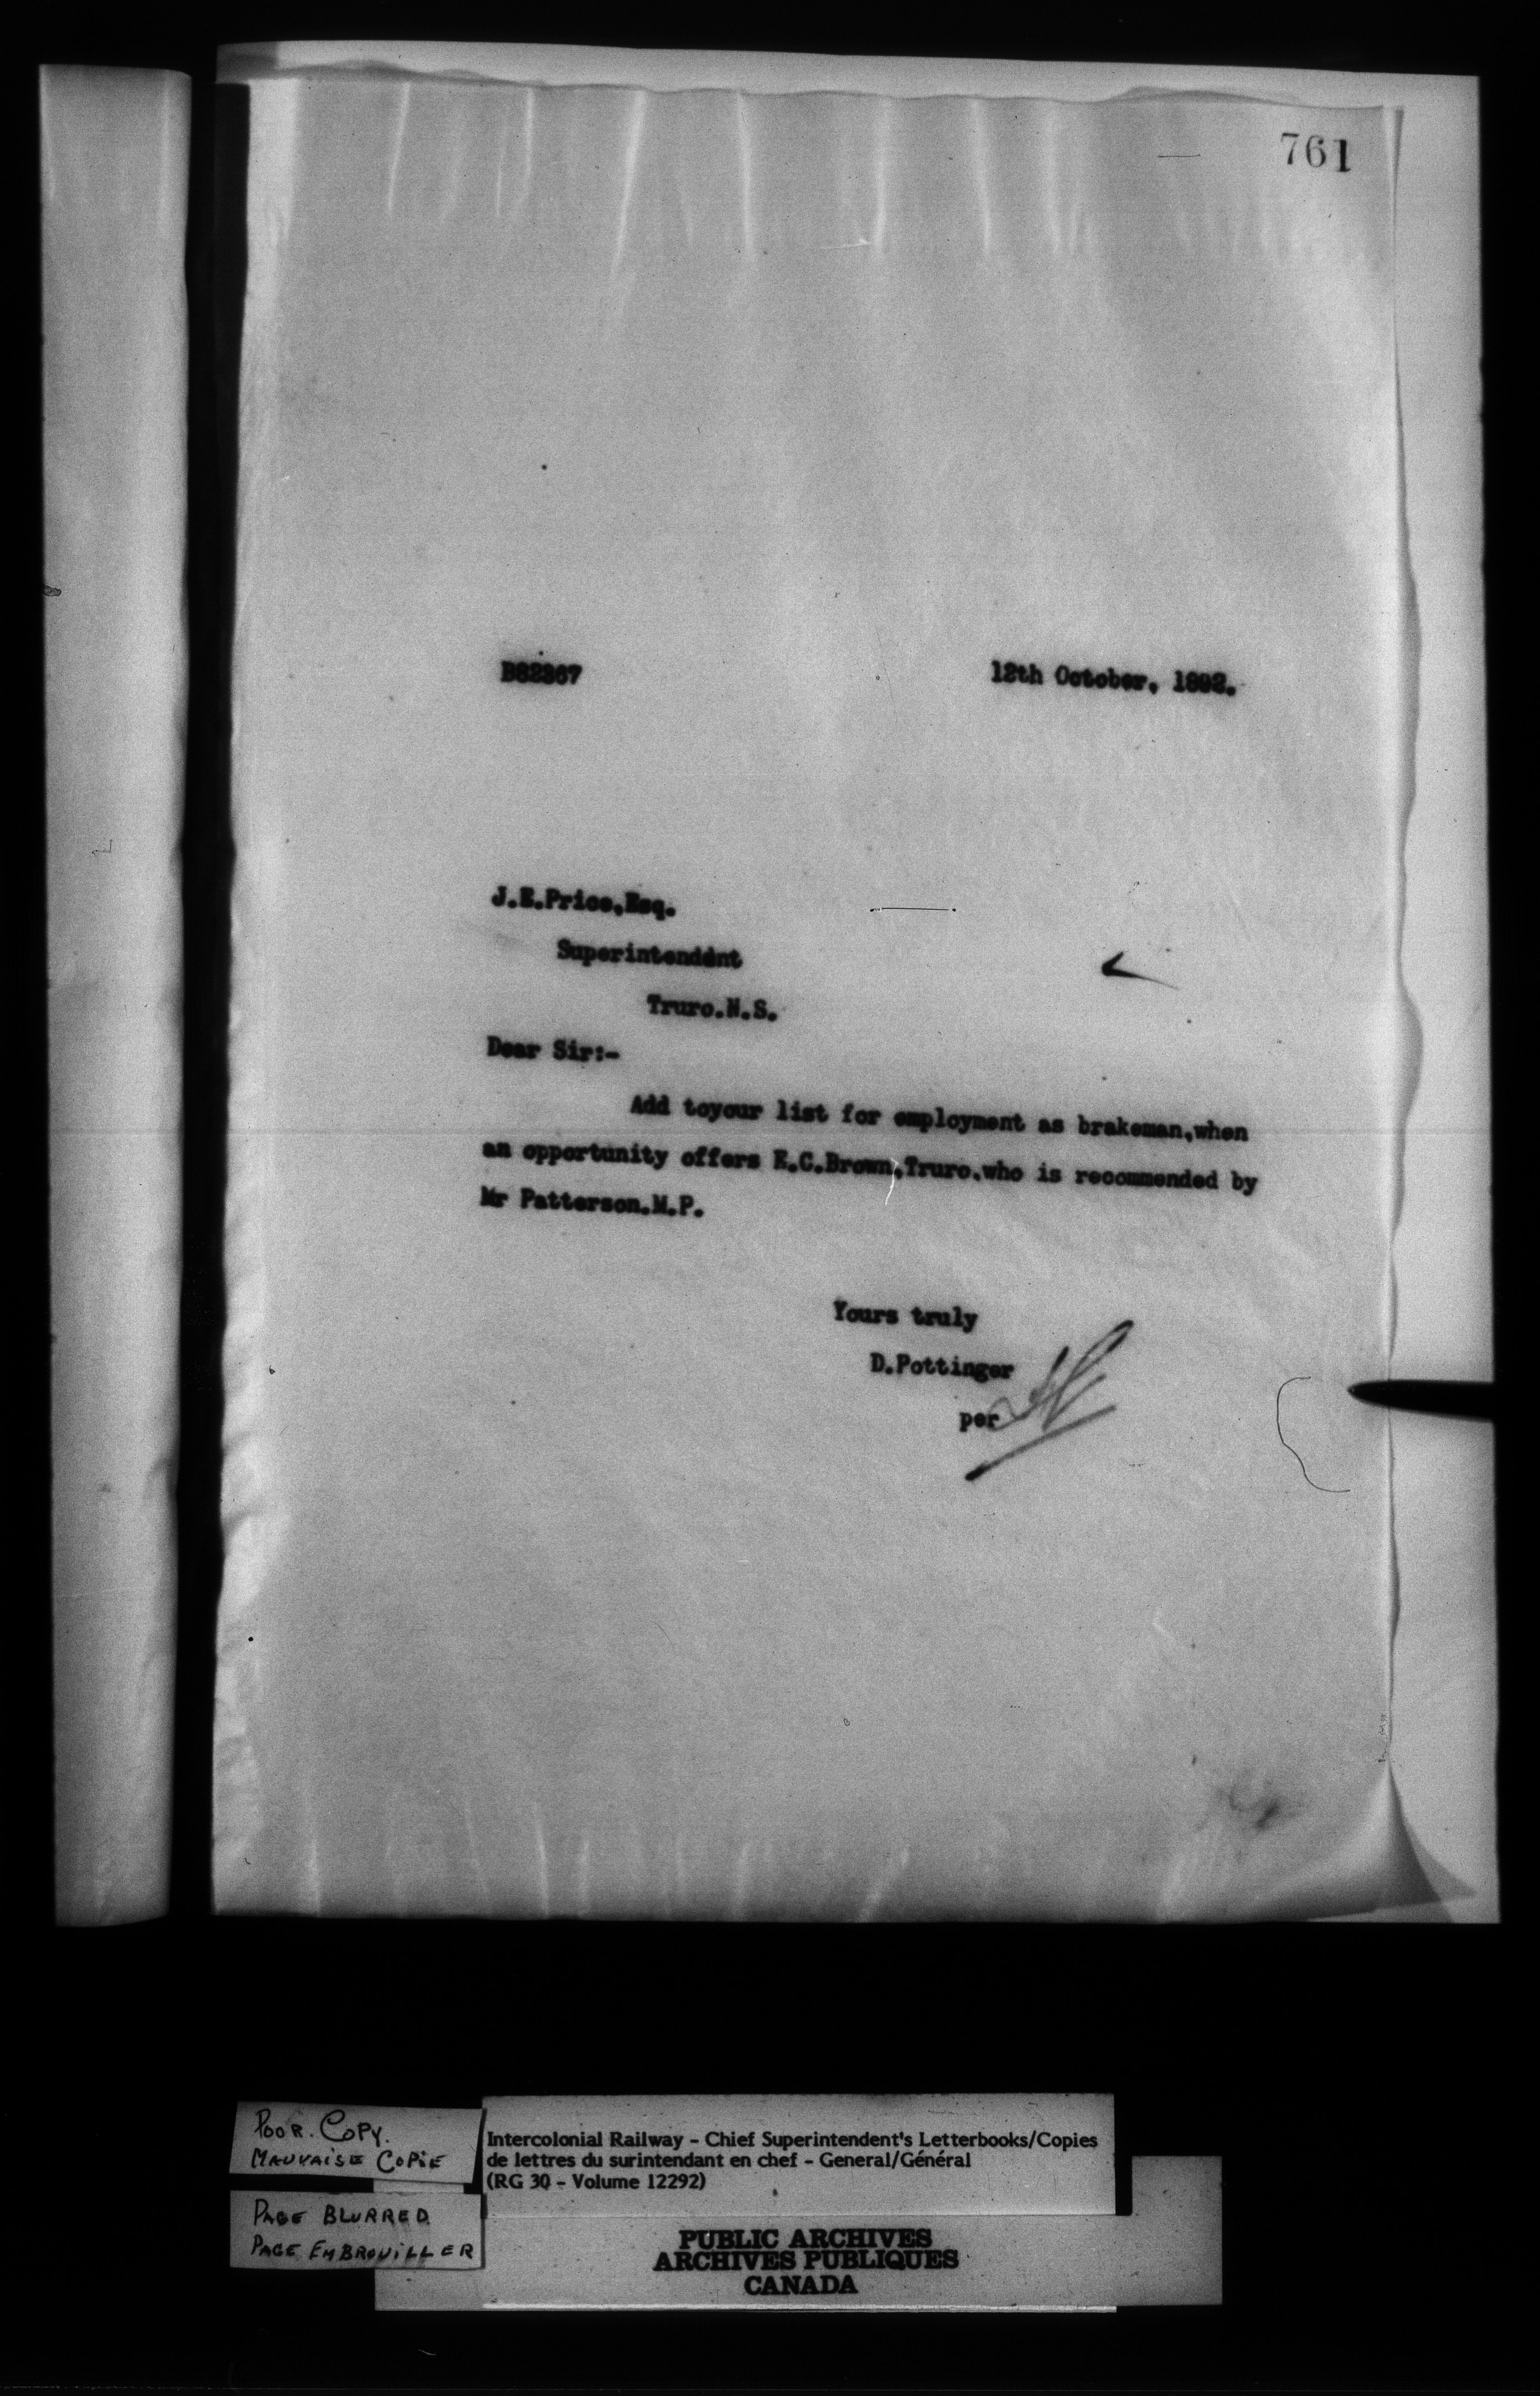 761
B82367 12th October, 1892.
J.E.Price,Esq.
Superintendent
Truro.N.S.
Dear Sir:-
Add toyour list for employment as brakeman,when
an opportunity offers E.C.Brown,Truro.who is recommended by
Mr Patterson.M.P.
Yours truly
D.Pottinger
per
POOR. COPY.
MAUVAISE COPIE
PAGE BLURRED
PAGE EMBROUILLER
Intercolonial Railway - Chief Superintendent's Letterbooks/Copies
de lettres du surintendant en chef - General/Général
(RG 30 - Volume 12292)
PUBLIC ARCHIVES
ARCHIVES PUBLIQUES
CANADA